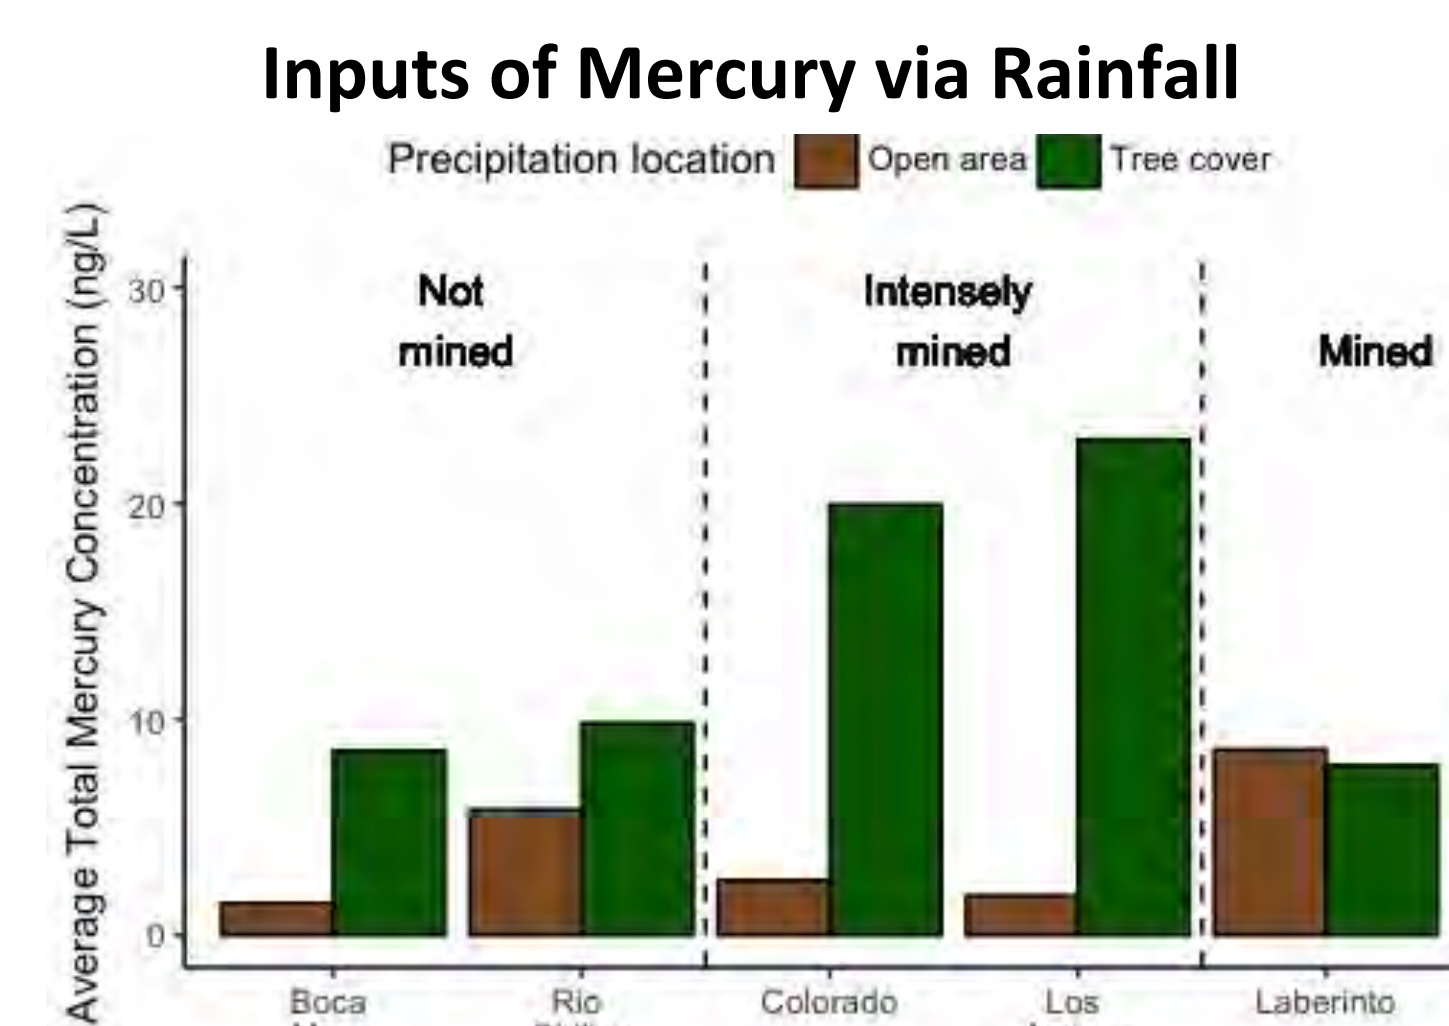 Inputs of Mercury via Rainfall
Precipitation location Open area Tree cover
Average Total Mercury Concentration (ng/L)
30
20
10
0
Not
mined
Intensely
mined
Mined
Boca
Rio
Colorado
Los
Laberinto